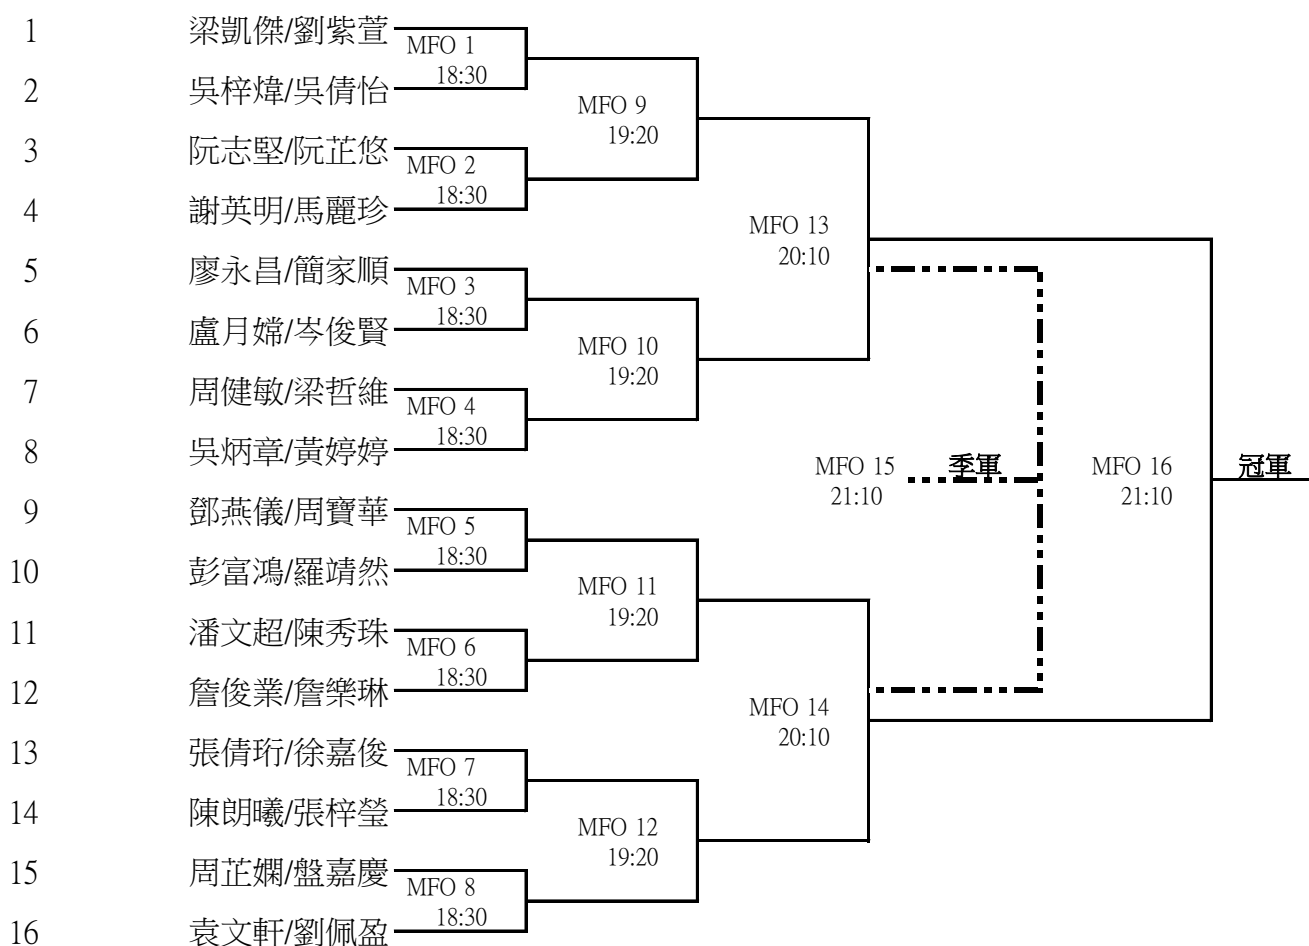 1 梁凱傑/劉紫萱
MFO 1
18:30
2 吳梓煒/吳倩怡
MFO 9
19:20
3 阮志堅/阮芷悠
MFO 2
18:30
4 謝英明/馬麗珍
MFO 13
20:10
5 廖永昌/簡家順
MFO 3
18:30
6 盧月嫦/岑俊賢
MFO 10
19:20
7 周健敏/梁哲維
MFO 4
18:30
8 吳炳章/黃婷婷
MFO 15 季軍
21:10
MFO 16 冠軍
21:10
9 鄧燕儀/周寶華
MFO 5
18:30
10 彭富鴻/羅靖然
MFO 11
19:20
11 潘文超/陳秀珠
MFO 6
18:30
12 詹俊業/詹樂琳
MFO 14
20:10
13 張倩珩/徐嘉俊
MFO 7
18:30
14 陳朗曦/張梓瑩
MFO 12
19:20
15 周芷嫻/盤嘉慶
MFO 8
18:30
16 袁文軒/劉佩盈